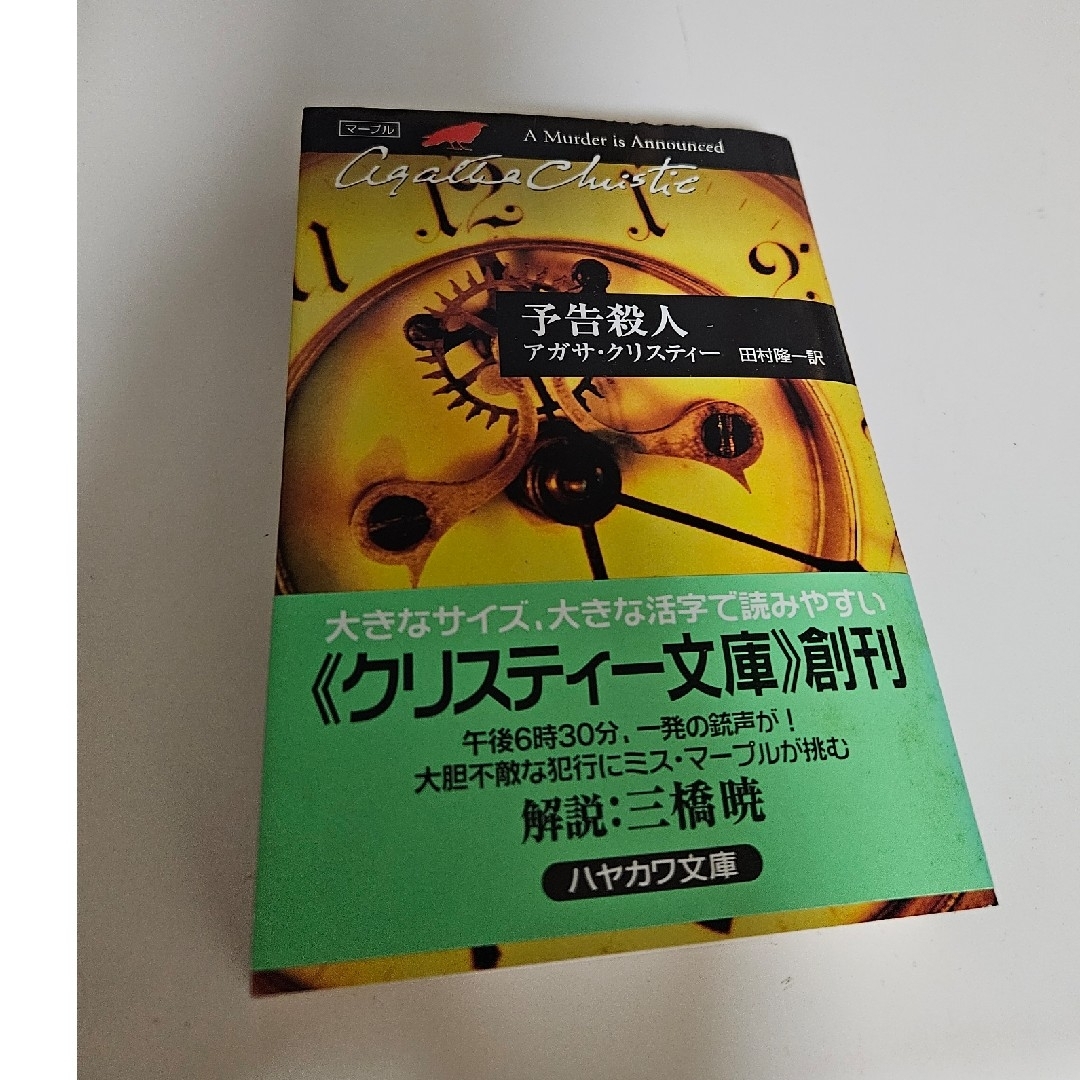 マープル
A Murder is Announced
Agatha Christie
11 12 1 2
予告殺人
アガサ・クリスティー 田村隆一訳
大きなサイズ、大きな活字で読みやすい
《クリスティー文庫》創刊
午後6時30分、一発の銃声が！
大胆不敵な犯行にミス・マープルが挑む
解説：三橋暁
ハヤカワ文庫